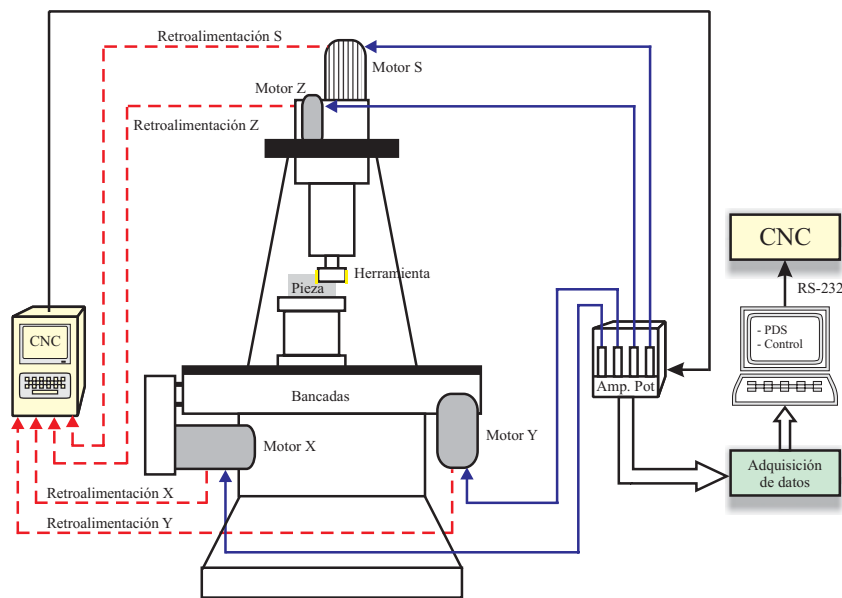 Retroalimentación S
Motor S
Motor Z
Retroalimentación Z
CNC
Herramienta
Pieza
RS-232
CNC
- PDS
- Control
Amp. Pot
Bancadas
Motor X
Motor Y
Adquisición
de datos
Retroalimentación X
Retroalimentación Y